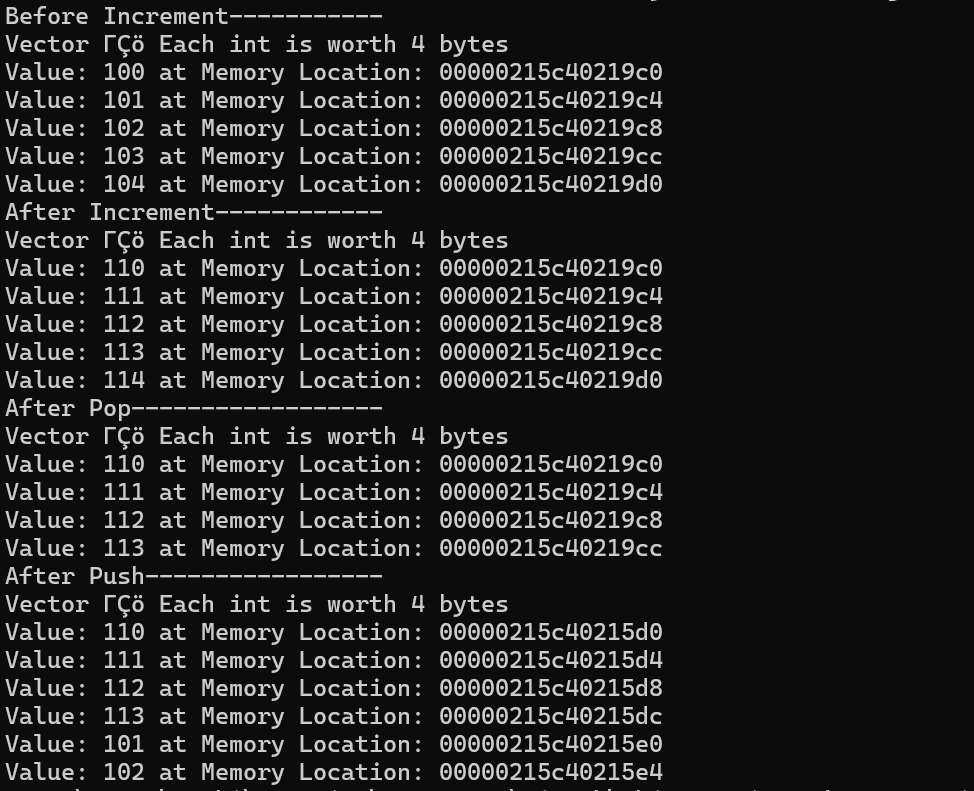 Before Increment-----------
Vector ΓÇö Each int is worth 4 bytes
Value: 100 at Memory Location: 00000215c40219c0
Value: 101 at Memory Location: 00000215c40219c4
Value: 102 at Memory Location: 00000215c40219c8
Value: 103 at Memory Location: 00000215c40219cc
Value: 104 at Memory Location: 00000215c40219d0
After Increment------------
Vector ΓÇö Each int is worth 4 bytes
Value: 110 at Memory Location: 00000215c40219c0
Value: 111 at Memory Location: 00000215c40219c4
Value: 112 at Memory Location: 00000215c40219c8
Value: 113 at Memory Location: 00000215c40219cc
Value: 114 at Memory Location: 00000215c40219d0
After Pop------------------
Vector ΓÇö Each int is worth 4 bytes
Value: 110 at Memory Location: 00000215c40219c0
Value: 111 at Memory Location: 00000215c40219c4
Value: 112 at Memory Location: 00000215c40219c8
Value: 113 at Memory Location: 00000215c40219cc
After Push-----------------
Vector ΓÇö Each int is worth 4 bytes
Value: 110 at Memory Location: 00000215c40215d0
Value: 111 at Memory Location: 00000215c40215d4
Value: 112 at Memory Location: 00000215c40215d8
Value: 113 at Memory Location: 00000215c40215dc
Value: 101 at Memory Location: 00000215c40215e0
Value: 102 at Memory Location: 00000215c40215e4